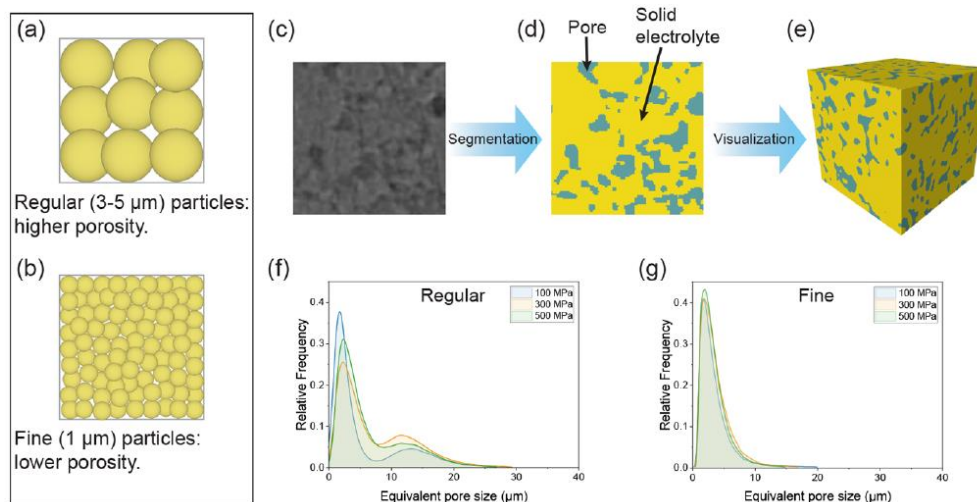 (a)
Regular (3-5 µm) particles:
higher porosity.
(b)
Fine (1 µm) particles:
lower porosity.
(c)
Segmentation
(d)
Pore
Solid
electrolyte
Visualization
(e)
(f)
Regular
100 MPa
300 MPa
500 MPa
Relative Frequency
0.4
0.3
0.2
0.1
0.0
0
10
20
30
40
Equivalent pore size (µm)
(g)
Fine
100 MPa
300 MPa
500 MPa
Relative Frequency
0.4
0.3
0.2
0.1
0.0
0
10
20
30
40
Equivalent pore size (µm)